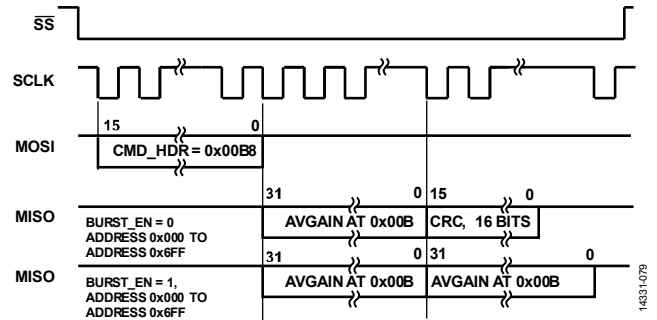 SS
SCLK
15 0
MOSI
CMD_HDR = 0x00B8
31 0 15 0
MISO
BURST_EN = 0
ADDRESS 0x000 TO
ADDRESS 0x6FF
AVGAIN AT 0x00B
CRC, 16 BITS
31 0 31 0
MISO
BURST_EN = 1,
ADDRESS 0x000 TO
ADDRESS 0x6FF
AVGAIN AT 0x00B
AVGAIN AT 0x00B
14331-079